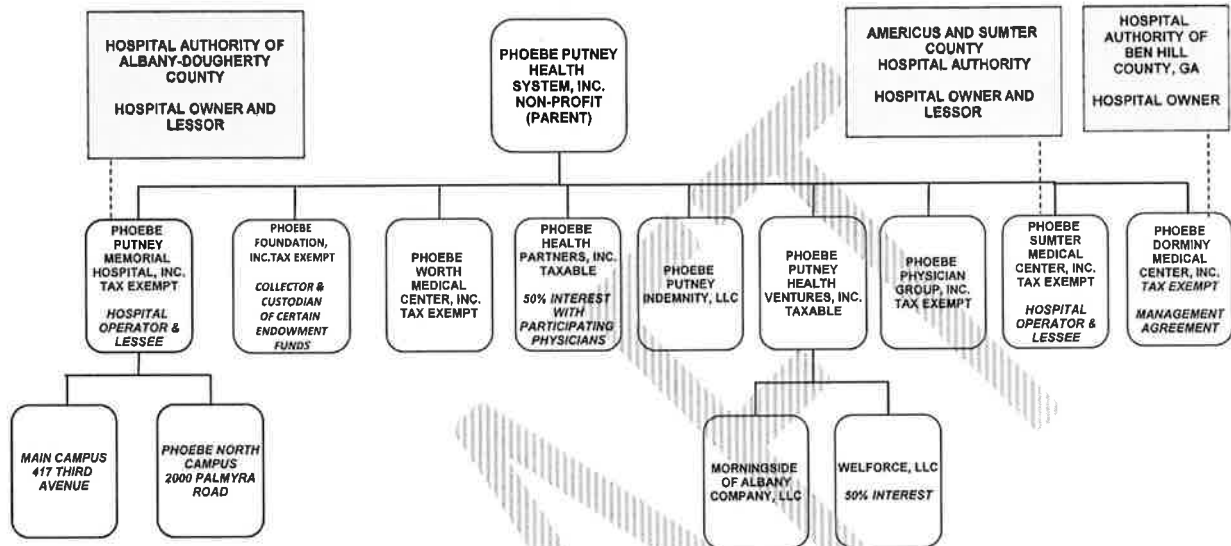 HOSPITAL AUTHORITY OF
ALBANY-DOUGHERTY
COUNTY
HOSPITAL OWNER AND
LESSOR
PHOEBE PUTNEY
HEALTH
SYSTEM, INC.
NON-PROFIT
(PARENT)
AMERICUS AND SUMTER
COUNTY
HOSPITAL AUTHORITY
HOSPITAL OWNER AND
LESSOR
HOSPITAL
AUTHORITY OF
BEN HILL
COUNTY, GA
HOSPITAL OWNER
PHOEBE
PUTNEY
MEMORIAL
HOSPITAL, INC.
TAX EXEMPT
HOSPITAL
OPERATOR &
LESSEE
PHOEBE
FOUNDATION,
INC.TAX EXEMPT
COLLECTOR &
CUSTODIAN
OF CERTAIN
ENDOWMENT
FUNDS
PHOEBE
WORTH
MEDICAL
CENTER, INC.
TAX EXEMPT
PHOEBE
HEALTH
PARTNERS, INC.
TAXABLE
50% INTEREST
WITH
PARTICIPATING
PHYSICIANS
PHOEBE
PUTNEY
INDEMNITY, LLC
PHOEBE
PUTNEY
HEALTH
VENTURES, INC.
TAXABLE
PHOEBE
PHYSICIAN
GROUP, INC.
TAX EXEMPT
PHOEBE
SUMTER
MEDICAL
CENTER, INC.
TAX EXEMPT
HOSPITAL
OPERATOR &
LESSEE
PHOEBE
DORMINY
MEDICAL
CENTER, INC.
TAX EXEMPT
MANAGEMENT
AGREEMENT
MAIN CAMPUS
417 THIRD
AVENUE
PHOEBE NORTH
CAMPUS
2000 PALMYRA
ROAD
MORNINGSIDE
OF ALBANY
COMPANY, LLC
WELFORCE, LLC
50% INTEREST